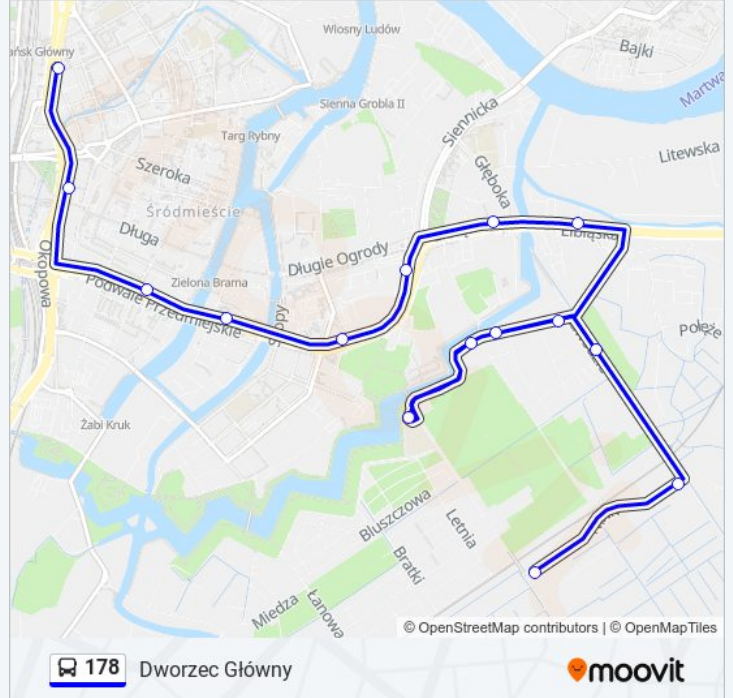 Wlosny Ludów
Bajki
ańsk Główny
Martwa
Sienna Grobla II
Siennicka
Targ Rybny
Litewska
Szeroka
Głęboka
Śródmieście
Długa
Elbląska
Okopowa
Długie Ogrody
Zielona Brama
Podwale Przedmiejskie
Połęże
Żabi Kruk
Bluszczowa
Letnia
Bratki
Miedza
Łanowa
© OpenStreetMap contributors | © OpenMapTiles
178 Dworzec Główny
moovit